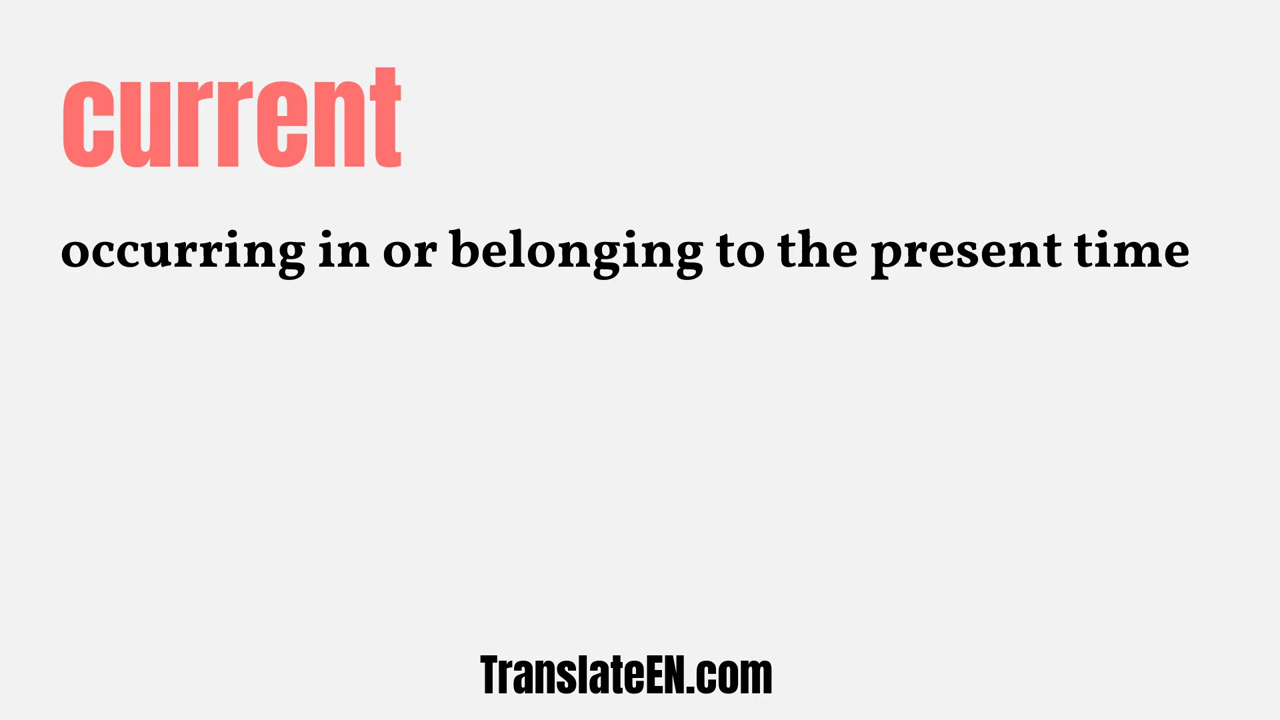 current
occurring in or belonging to the present time
TranslateEN.com